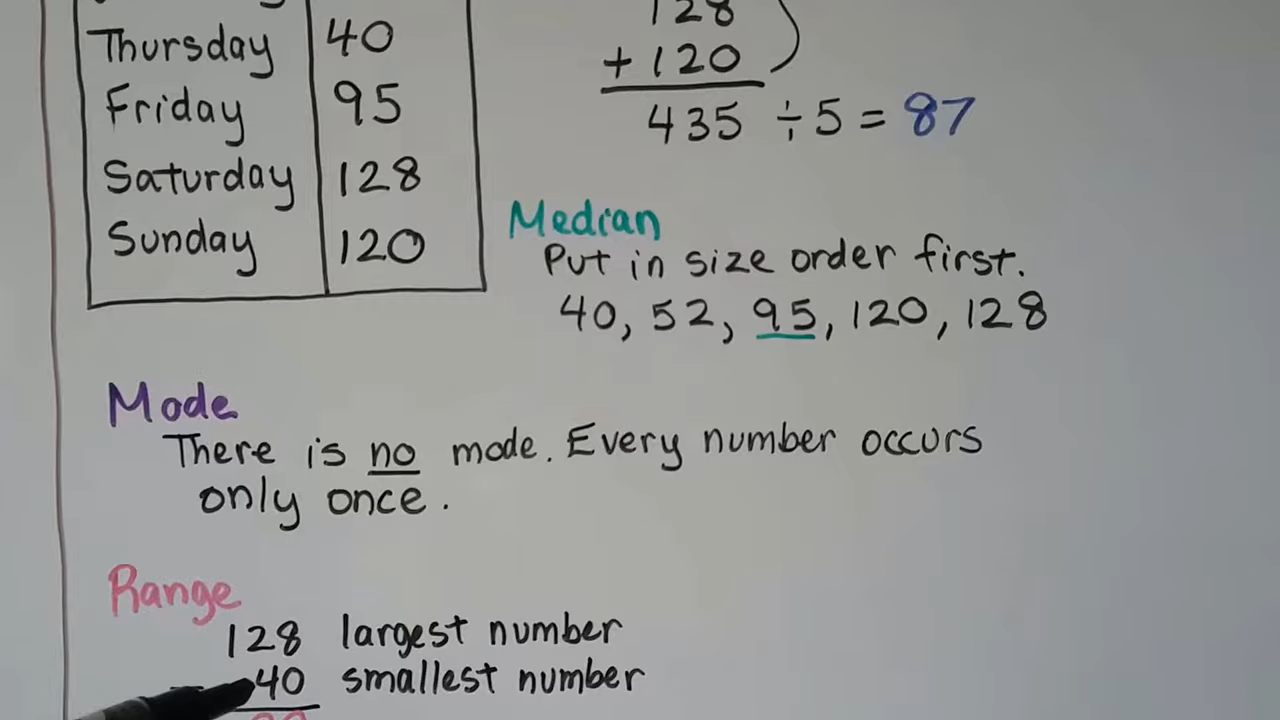 Thursday 40
Friday 95
Saturday 128
Sunday 120
128
+ 120
435 ÷ 5 = 87
Median
Put in size order first.
40, 52, 95, 120, 128
Mode
There is no mode. Every number occurs
only once.
Range
128 largest number
40 smallest number